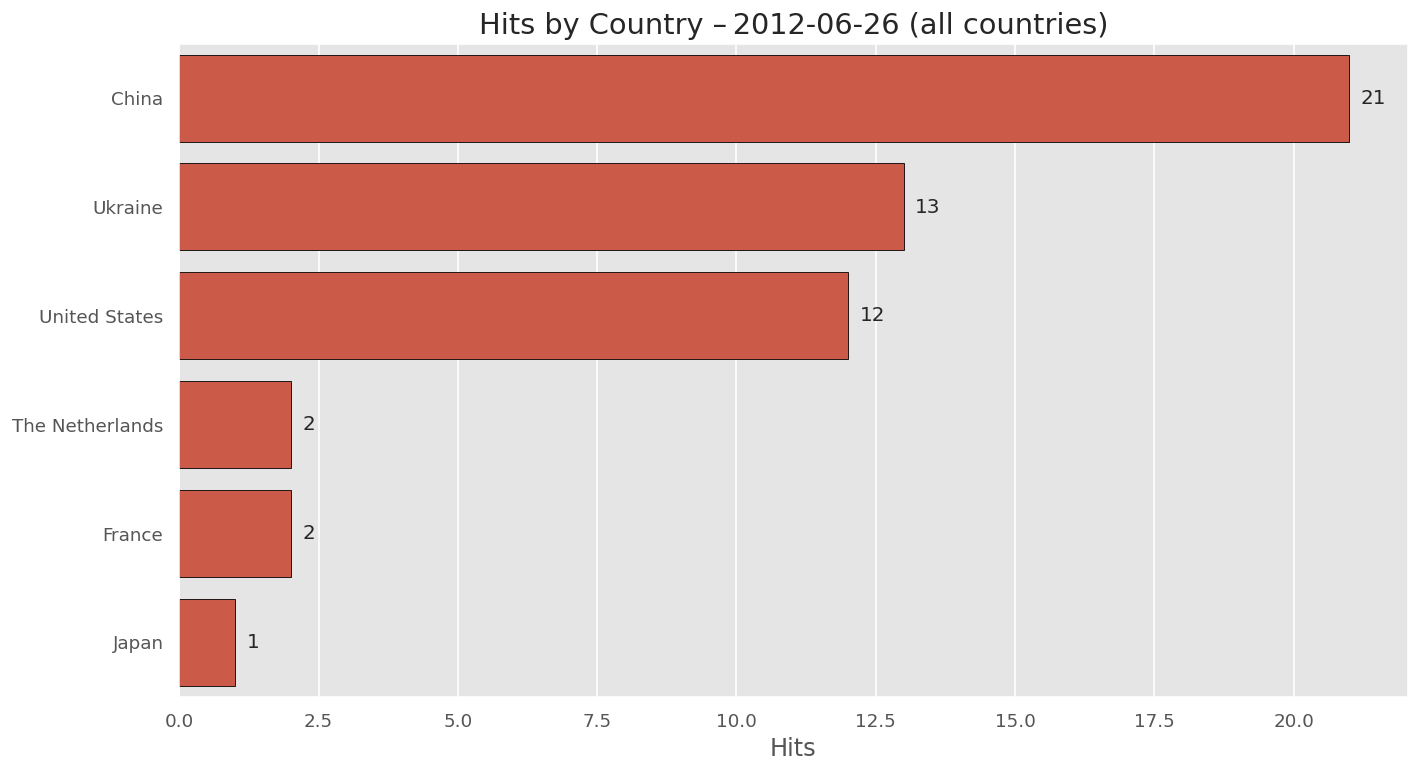 Hits by Country – 2012-06-26 (all countries)
China
21
Ukraine
13
United States
12
The Netherlands
2
France
2
Japan
1
0.0 2.5 5.0 7.5 10.0 12.5 15.0 17.5 20.0
Hits